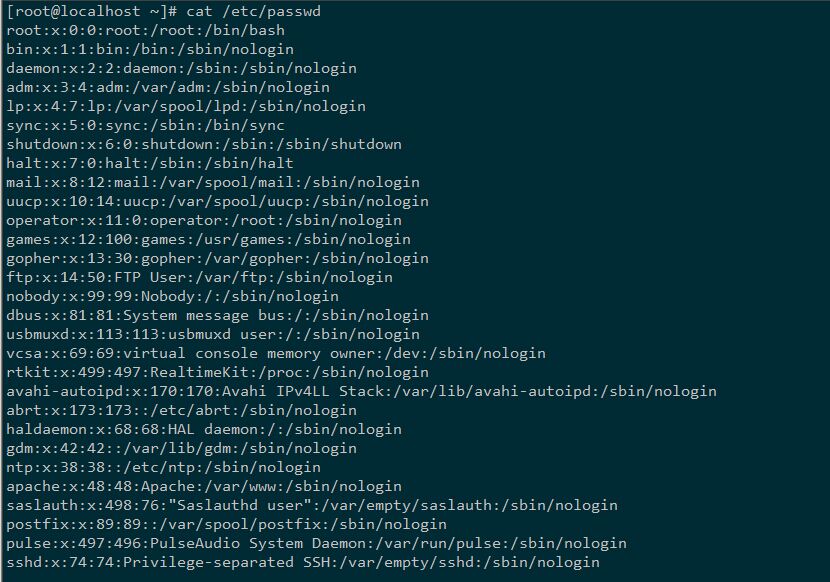 [root@localhost ~]# cat /etc/passwd
root:x:0:0:root:/root:/bin/bash
bin:x:1:1:bin:/bin:/sbin/nologin
daemon:x:2:2:daemon:/sbin:/sbin/nologin
adm:x:3:4:adm:/var/adm:/sbin/nologin
lp:x:4:7:lp:/var/spool/lpd:/sbin/nologin
sync:x:5:0:sync:/sbin:/bin/sync
shutdown:x:6:0:shutdown:/sbin:/sbin/shutdown
halt:x:7:0:halt:/sbin:/sbin/halt
mail:x:8:12:mail:/var/spool/mail:/sbin/nologin
uucp:x:10:14:uucp:/var/spool/uucp:/sbin/nologin
operator:x:11:0:operator:/root:/sbin/nologin
games:x:12:100:games:/usr/games:/sbin/nologin
gopher:x:13:30:gopher:/var/gopher:/sbin/nologin
ftp:x:14:50:FTP User:/var/ftp:/sbin/nologin
nobody:x:99:99:Nobody:/:/sbin/nologin
dbus:x:81:81:System message bus:/:/sbin/nologin
usbmuxd:x:113:113:usbmuxd user:/:/sbin/nologin
vcsa:x:69:69:virtual console memory owner:/dev:/sbin/nologin
rtkit:x:499:497:RealtimeKit:/proc:/sbin/nologin
avahi-autoipd:x:170:170:Avahi IPv4LL Stack:/var/lib/avahi-autoipd:/sbin/nologin
abrt:x:173:173::/etc/abrt:/sbin/nologin
haldaemon:x:68:68:HAL daemon:/:/sbin/nologin
gdm:x:42:42::/var/lib/gdm:/sbin/nologin
ntp:x:38:38::/etc/ntp:/sbin/nologin
apache:x:48:48:Apache:/var/www:/sbin/nologin
saslauth:x:498:76:"Saslauthd user":/var/empty/saslauth:/sbin/nologin
postfix:x:89:89::/var/spool/postfix:/sbin/nologin
pulse:x:497:496:PulseAudio System Daemon:/var/run/pulse:/sbin/nologin
sshd:x:74:74:Privilege-separated SSH:/var/empty/sshd:/sbin/nologin